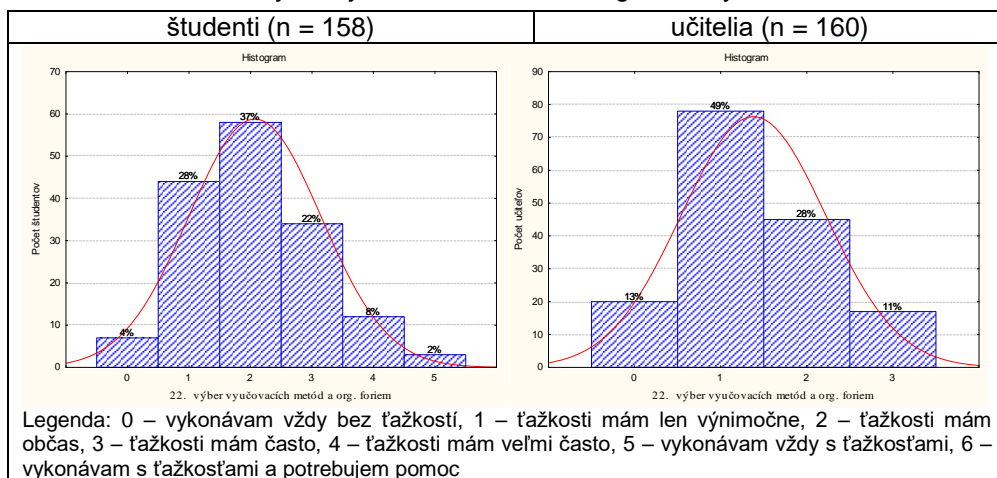 študenti (n = 158)
učitelia (n = 160)
Histogram
70
60
50
40
30
20
10
0
Počet študentov
4%
28%
37%
22%
8%
2%
0 1 2 3 4 5
22. výber vyučovacích metód a org. foriem
Histogram
90
80
70
60
50
40
30
20
10
0
Počet učiteľov
13%
49%
28%
11%
0 1 2 3
22. výber vyučovacích metód a org. foriem
Legenda: 0 – vykonávam vždy bez ťažkostí, 1 – ťažkosti mám len výnimočne, 2 – ťažkosti mám
občas, 3 – ťažkosti mám často, 4 – ťažkosti mám veľmi často, 5 – vykonávam vždy s ťažkosťami, 6 –
vykonávam s ťažkosťami a potrebujem pomoc